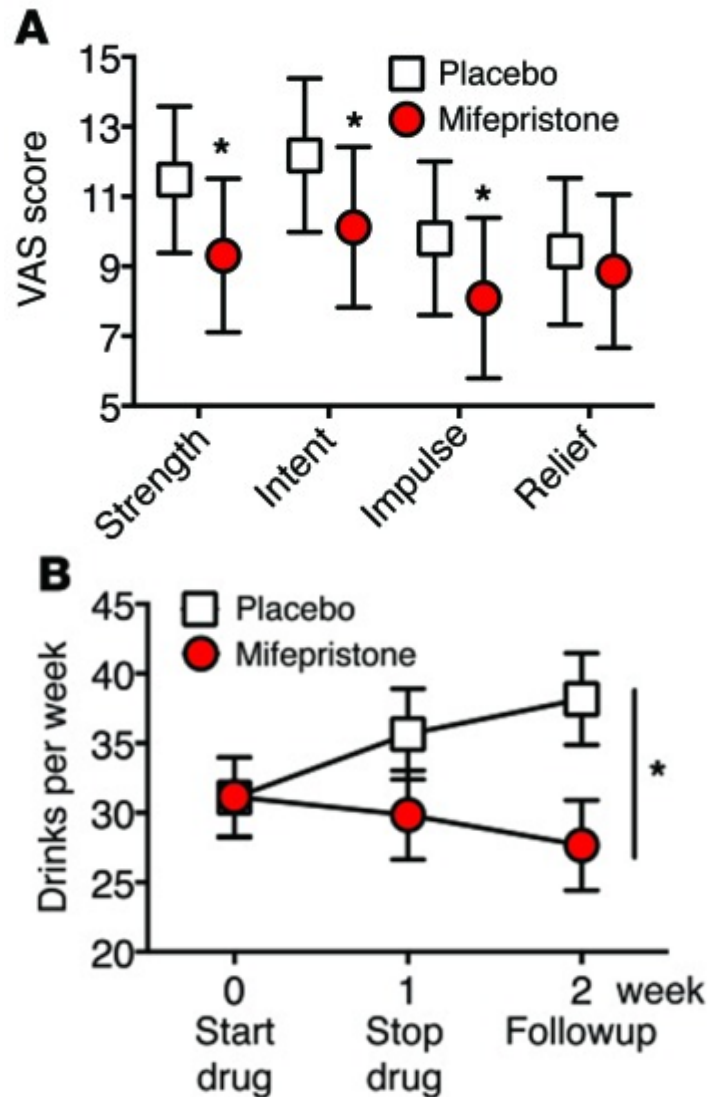 A
15
13
11
9
7
5
VAS score
Placebo
Mifepristone
*
*
*
Strength
Intent
Impulse
Relief
B
45
40
35
30
25
20
Drinks per week
Placebo
Mifepristone
*
0 1 2 week
Start Stop Followup
drug drug